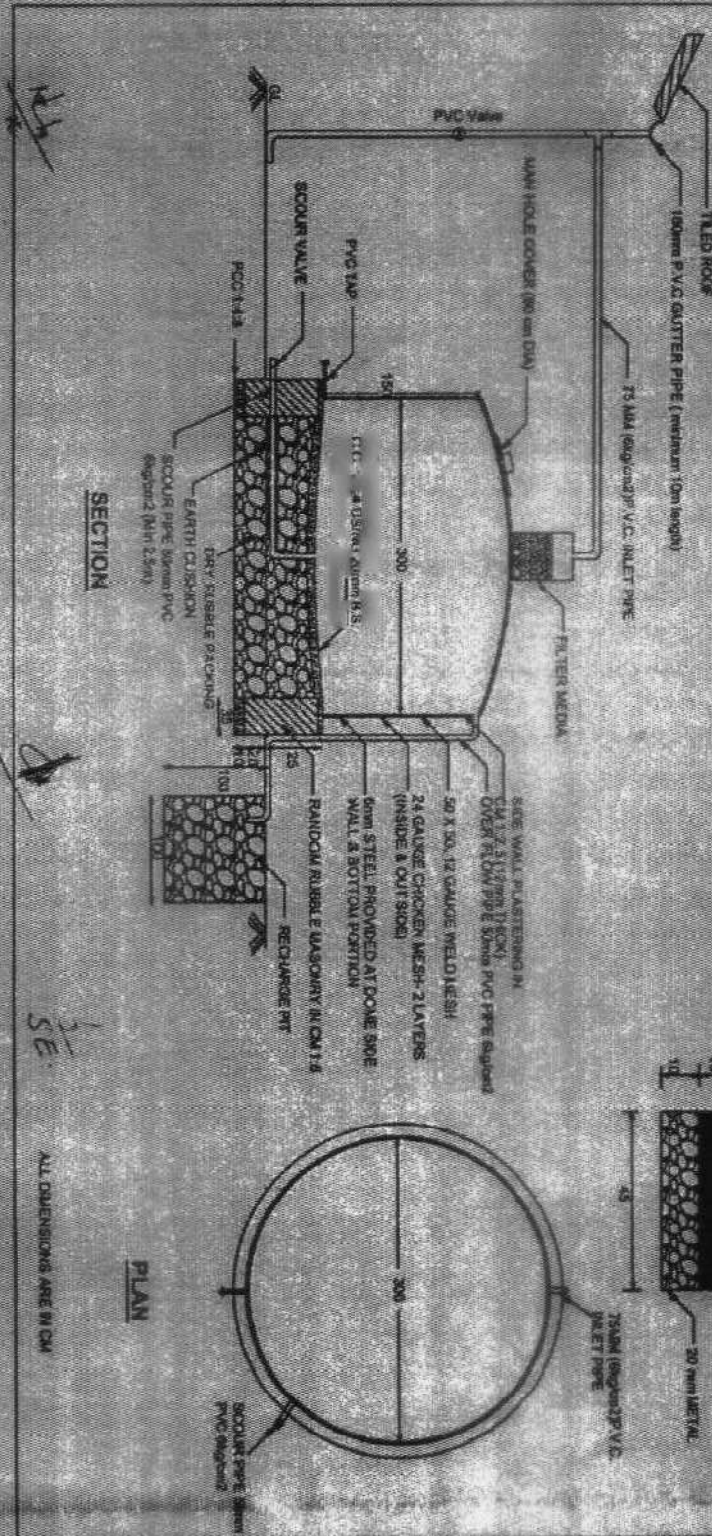 TILED ROOF
180mm P.V.C GUTTER PIPE ( minimum 10m length)
75 MM (6kg/cm2)P.V.C. INLET PIPE
PVC Valve
MAN HOLE COVER (60 cm DIA)
FILTER MEDIA
GL
SCOUR VALVE
PVC TAP
150
300
PCC 1:4:8
SCOUR PIPE 50mm PVC
6kg/cm2 (Min 2.5m)
EARTH CUSHION
DRY RUBBLE PACKING
SECTION
SIDE WALL PLASTERING IN
OVER FLOW PIPE 50mm PVC PIPE 6kg/cm2
50 X 50, 12 GAUGE WELD MESH
24 GAUGE CHICKEN MESH- 2 LAYERS
(INSIDE & OUT SIDE)
6mm STEEL PROVIDED AT DOME SIDE
WALL & BOTTOM PORTION
RANDOM RUBBLE MASONRY IN CM 1:6
RECHARGE PIT
25
100
SE
45
20 mm METAL
75MM (6kg/cm2)P.V.C.
INLET PIPE
300
SCOUR PIPE 50mm
PVC 6kg/cm2
PLAN
ALL DIMENSIONS ARE IN CM